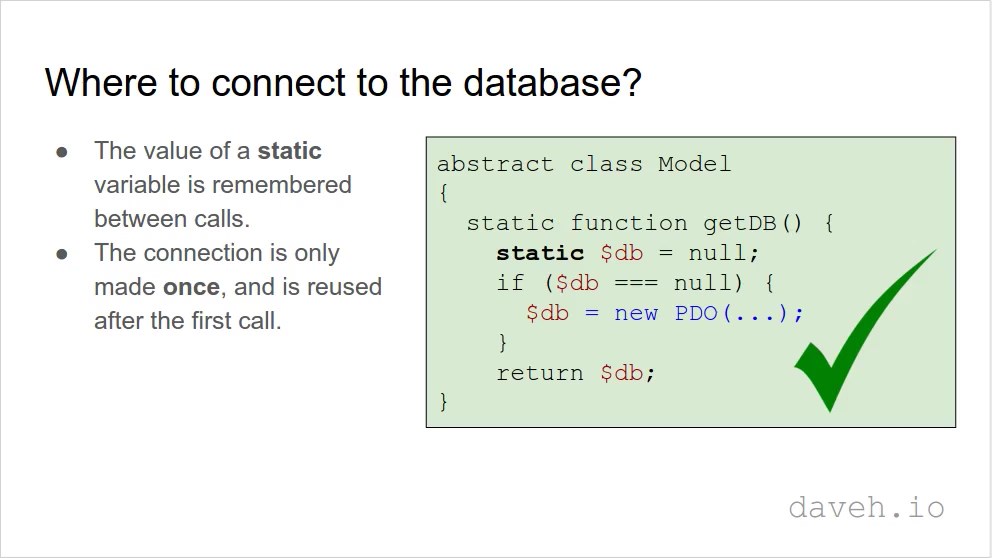 Where to connect to the database?
● The value of a static
variable is remembered
between calls.
● The connection is only
made once, and is reused
after the first call.
abstract class Model
{
  static function getDB() {
    static $db = null;
    if ($db === null) {
      $db = new PDO(...);
    }
    return $db;
}
daveh.io